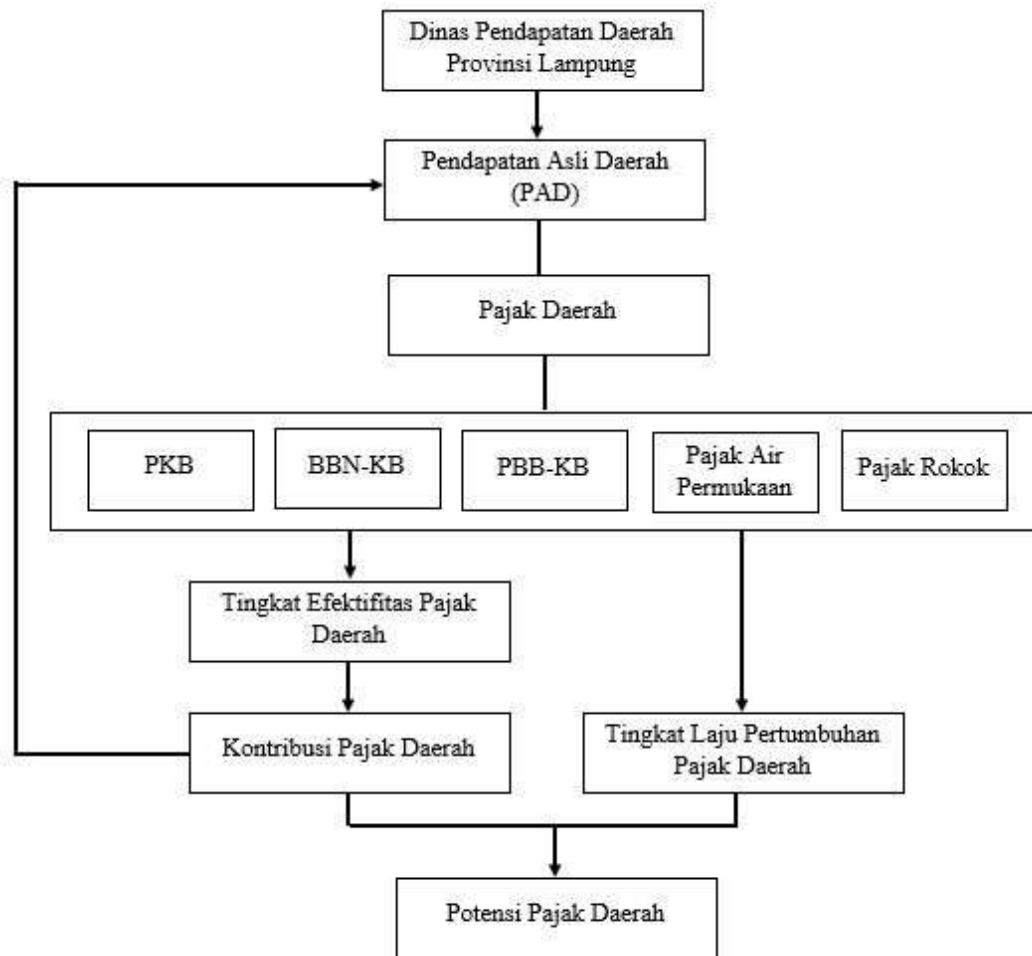 Dinas Pendapatan Daerah
Provinsi Lampung
Pendapatan Asli Daerah
(PAD)
Pajak Daerah
PKB
BBN-KB
PBB-KB
Pajak Air
Permukaan
Pajak Rokok
Tingkat Efektifitas Pajak
Daerah
Kontribusi Pajak Daerah
Tingkat Laju Pertumbuhan
Pajak Daerah
Potensi Pajak Daerah